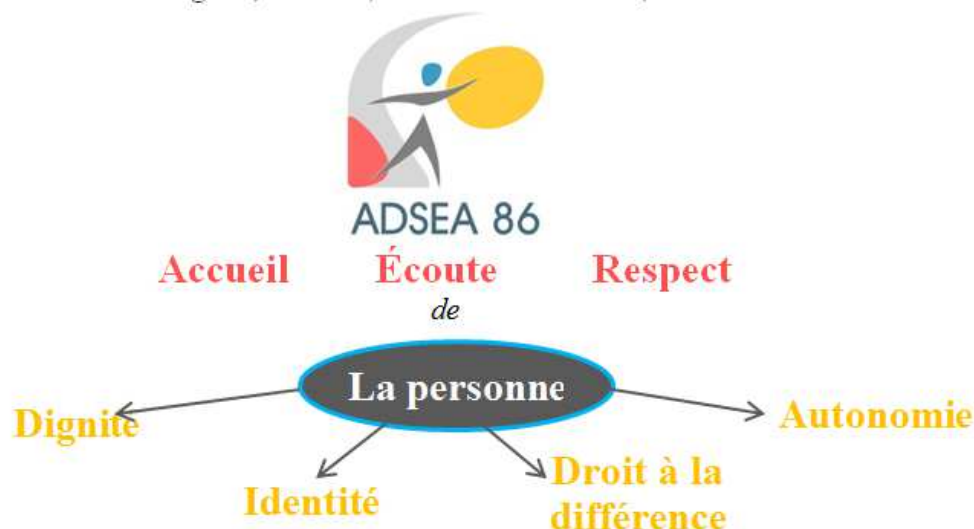 ADSEA 86
Accueil Écoute Respect
de
La personne
Dignité Autonomie
Identité
Droit à la
différence